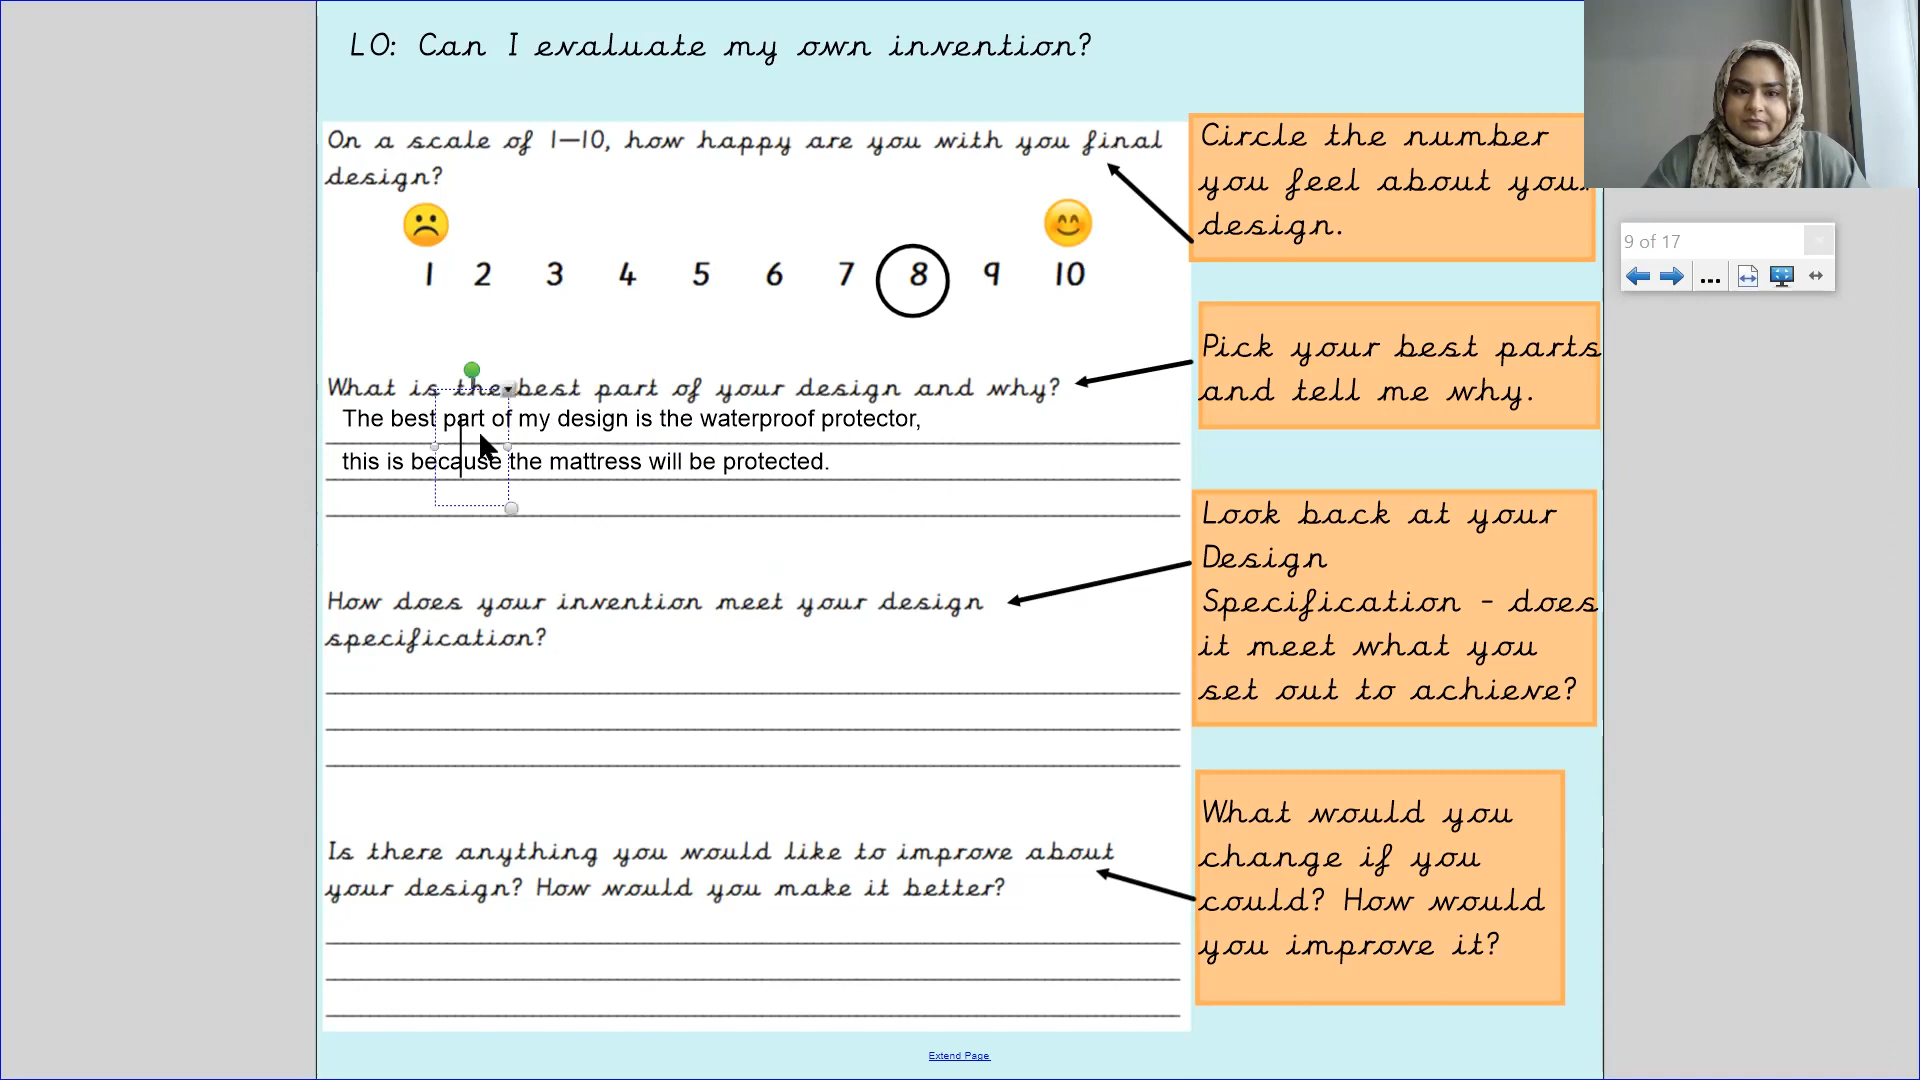 LO: Can I evaluate my own invention?
On a scale of 1—10, how happy are you with you final
design?
1 2 3 4 5 6 7 8 9 10
What is the best part of your design and why?
The best part of my design is the waterproof protector,
this is because the mattress will be protected.
How does your invention meet your design
specification?
Is there anything you would like to improve about
your design? How would you make it better?
Circle the number
you feel about your
design.
Pick your best parts
and tell me why.
Look back at your
Design
Specification - does
it meet what you
set out to achieve?
What would you
change if you
could? How would
you improve it?
9 of 17
Extend Page